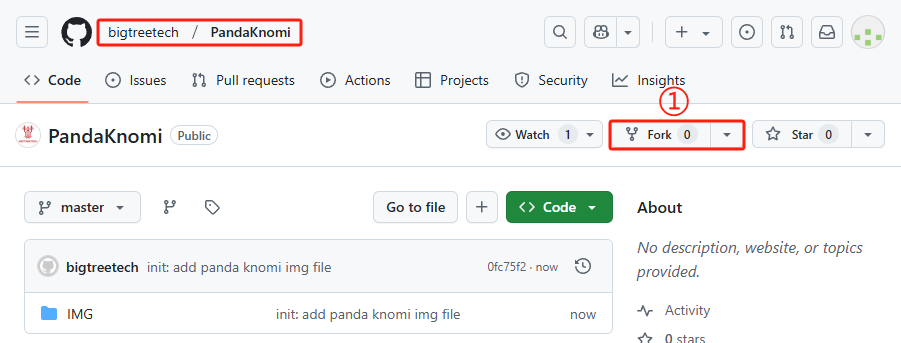 bigtreetech / PandaKnomi
Code Issues Pull requests Actions Projects Security Insights
①
PandaKnomi Public Watch 1 Fork 0 Star 0
master Go to file + Code
About
bigtreetech init: add panda knomi img file 0fc75f2 · now
No description, website, or topics
provided.
IMG init: add panda knomi img file now
Activity
0 stars